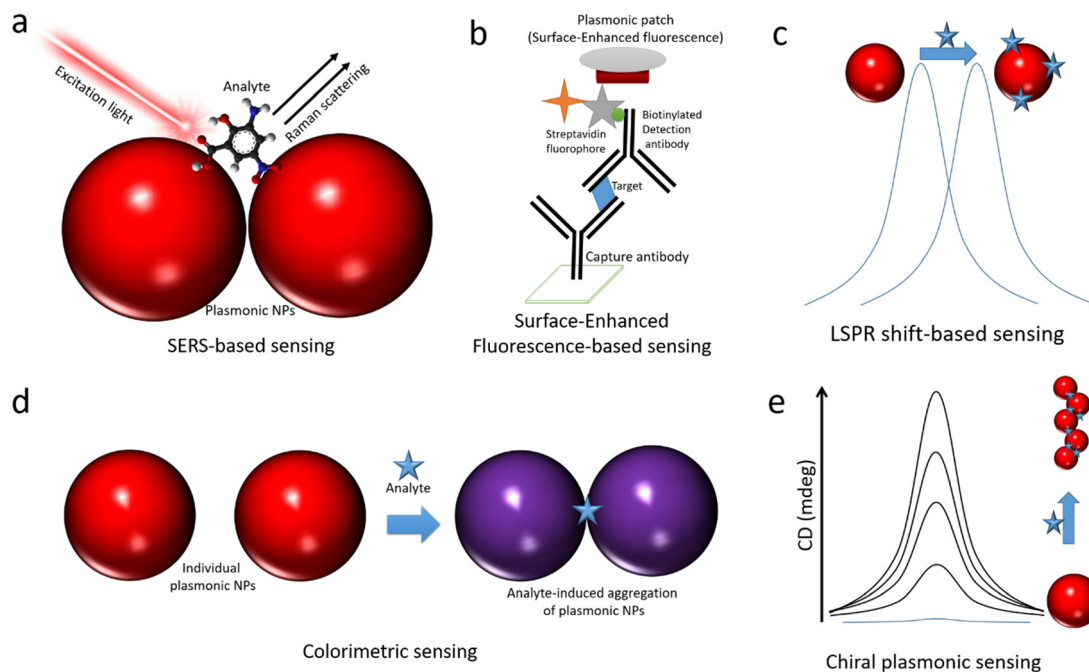 a
Excitation light
Analyte
Raman scattering
Plasmonic NPs
SERS-based sensing
b
Plasmonic patch
(Surface-Enhanced fluorescence)
Streptavidin
fluorophore
Biotinylated
Detection
antibody
Target
Capture antibody
Surface-Enhanced
Fluorescence-based sensing
c
LSPR shift-based sensing
d
Individual
plasmonic NPs
Analyte
Analyte-induced aggregation
of plasmonic NPs
Colorimetric sensing
e
CD (mdeg)
Chiral plasmonic sensing